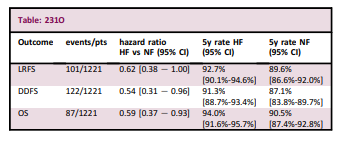 Table: 2310
Outcome events/pts hazard ratio 5y rate HF 5y rate NF
HF vs NF (95% CI) (95% CI) (95% CI)
LRFS 101/1221 0.62 [0.38 — 1.00] 92.7% 89.6%
[90.1%-94.6%] [86.6%-92.0%]
DDFS 122/1221 0.54 [0.31 — 0.96] 91.3% 87.1%
[88.7%-93.4%] [83.8%-89.7%]
OS 87/1221 0.59 [0.37 — 0.93] 94.0% 90.5%
[91.6%-95.7%] [87.4%-92.8%]